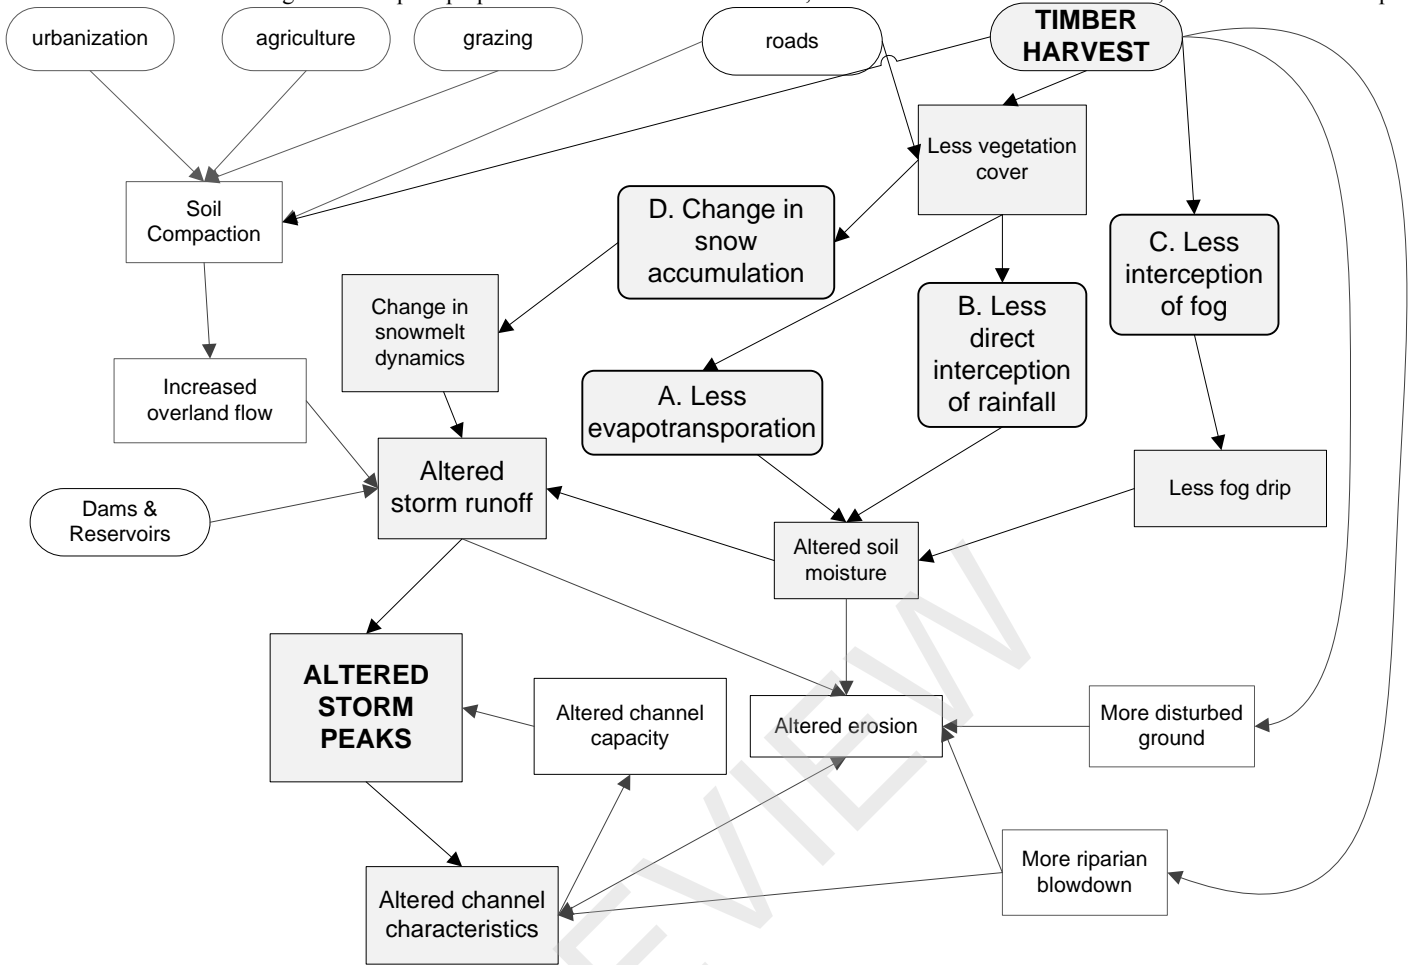 urbanization
agriculture
grazing
roads
TIMBER
HARVEST
Less vegetation
cover
Soil
Compaction
D. Change in
snow
accumulation
C. Less
interception
of fog
Change in
snowmelt
dynamics
B. Less
direct
interception
of rainfall
Increased
overland flow
A. Less
evapotransporation
Altered
storm runoff
Less fog drip
Dams &
Reservoirs
Altered soil
moisture
ALTERED
STORM
PEAKS
Altered channel
capacity
Altered erosion
More disturbed
ground
More riparian
blowdown
Altered channel
characteristics
EVIEW